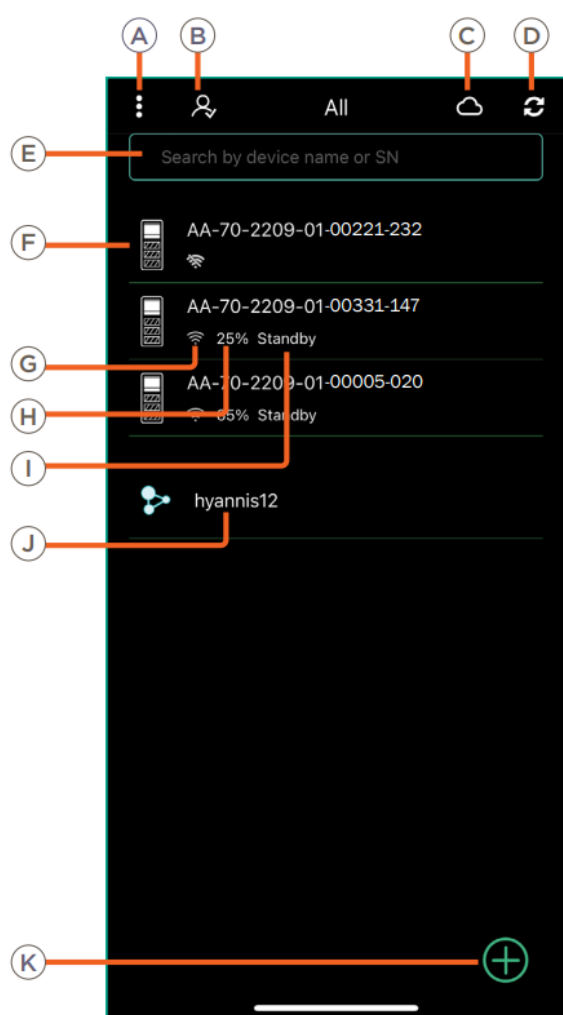 A B C D
All
E Search by device name or SN
F AA-70-2209-01-00221-232
AA-70-2209-01-00331-147
G 25% Standby
AA-70-2209-01-00005-020
H 85% Standby
I
hyannis12
J
K